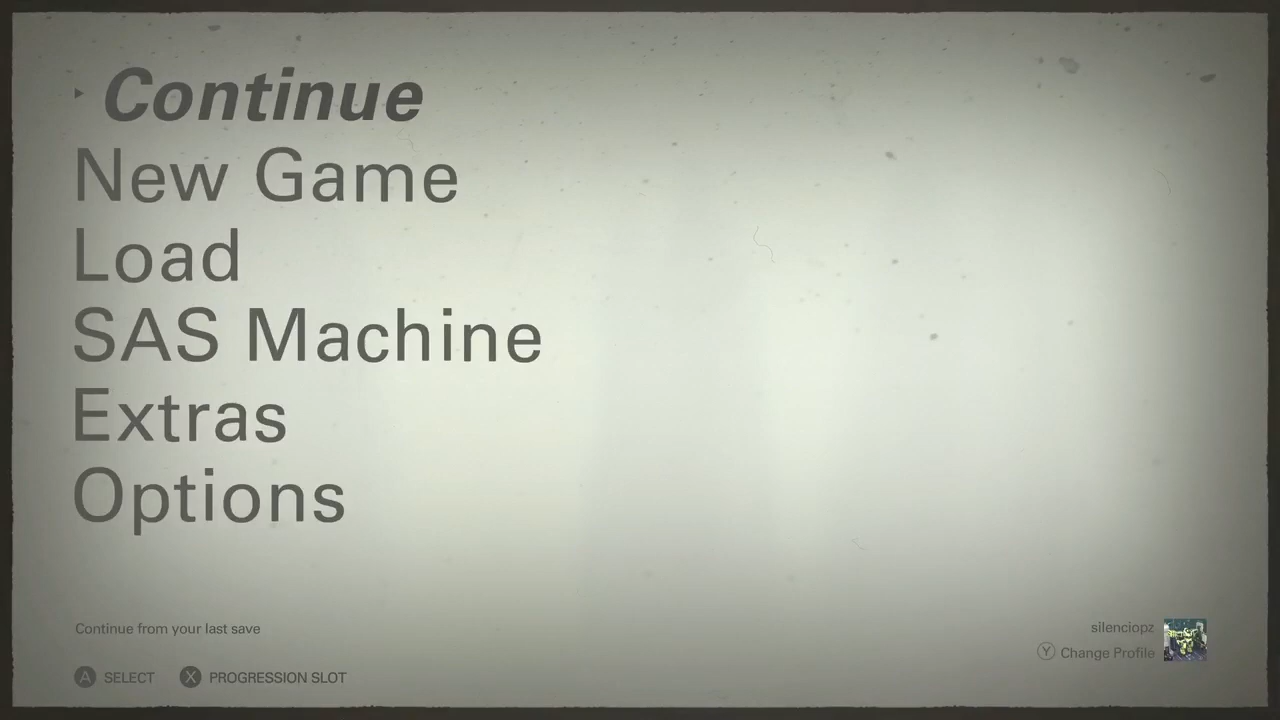 Continue
New Game
Load
SAS Machine
Extras
Options
Continue from your last save
silenciopz
Y Change Profile
A SELECT X PROGRESSION SLOT